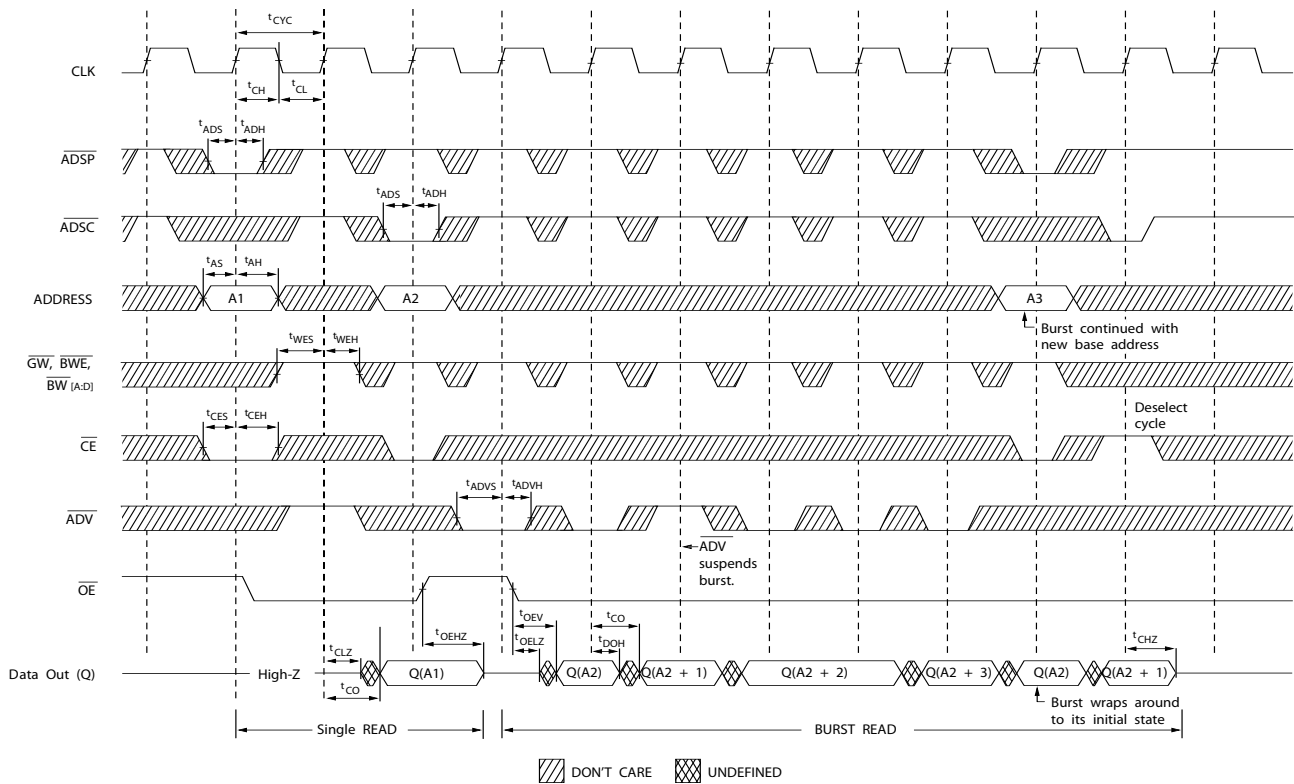 tCYC
CLK
tCH tCL
tADS tADH
ADSP
tADS tADH
ADSC
tAS tAH
ADDRESS A1 A2 A3
Burst continued with
new base address
tWES tWEH
GW, BWE,
BW [A:D]
tCES tCEH
Deselect
cycle
CE
tADVS tADVH
ADV
ADV
suspends
burst.
OE
tOEHZ tOEV tCO
tCLZ tOELZ tDOH tCHZ
Data Out (Q) High-Z Q(A1) Q(A2) Q(A2 + 1) Q(A2 + 2) Q(A2 + 3) Q(A2) Q(A2 + 1)
tCO
Burst wraps around
to its initial state
Single READ BURST READ
DON'T CARE UNDEFINED